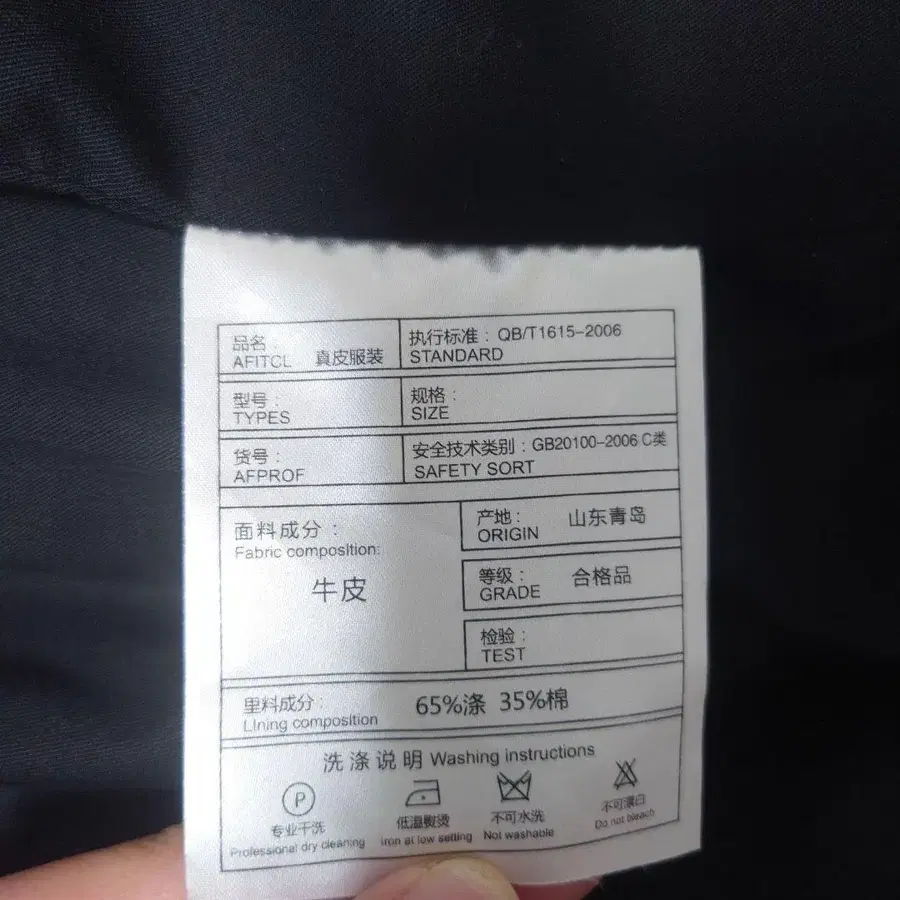 品名：
AFITCL 真皮服装
执行标准：QB/T1615-2006
STANDARD
型号：
TYPES
规格：
SIZE
货号：
AFPROF
安全技术类别：GB20100-2006 C类
SAFETY SORT
面料成分：
Fabric composltlon:
牛皮
产地：山东青岛
ORIGIN
等级：合格品
GRADE
检验：
TEST
里料成分：65%涤 35%棉
LIning composition
洗涤说明 Washing instructions
P
专业干洗
Professional dry cleaning
低温熨烫
iron at low setting
不可水洗
Not washable
不可漂白
Do not bleach